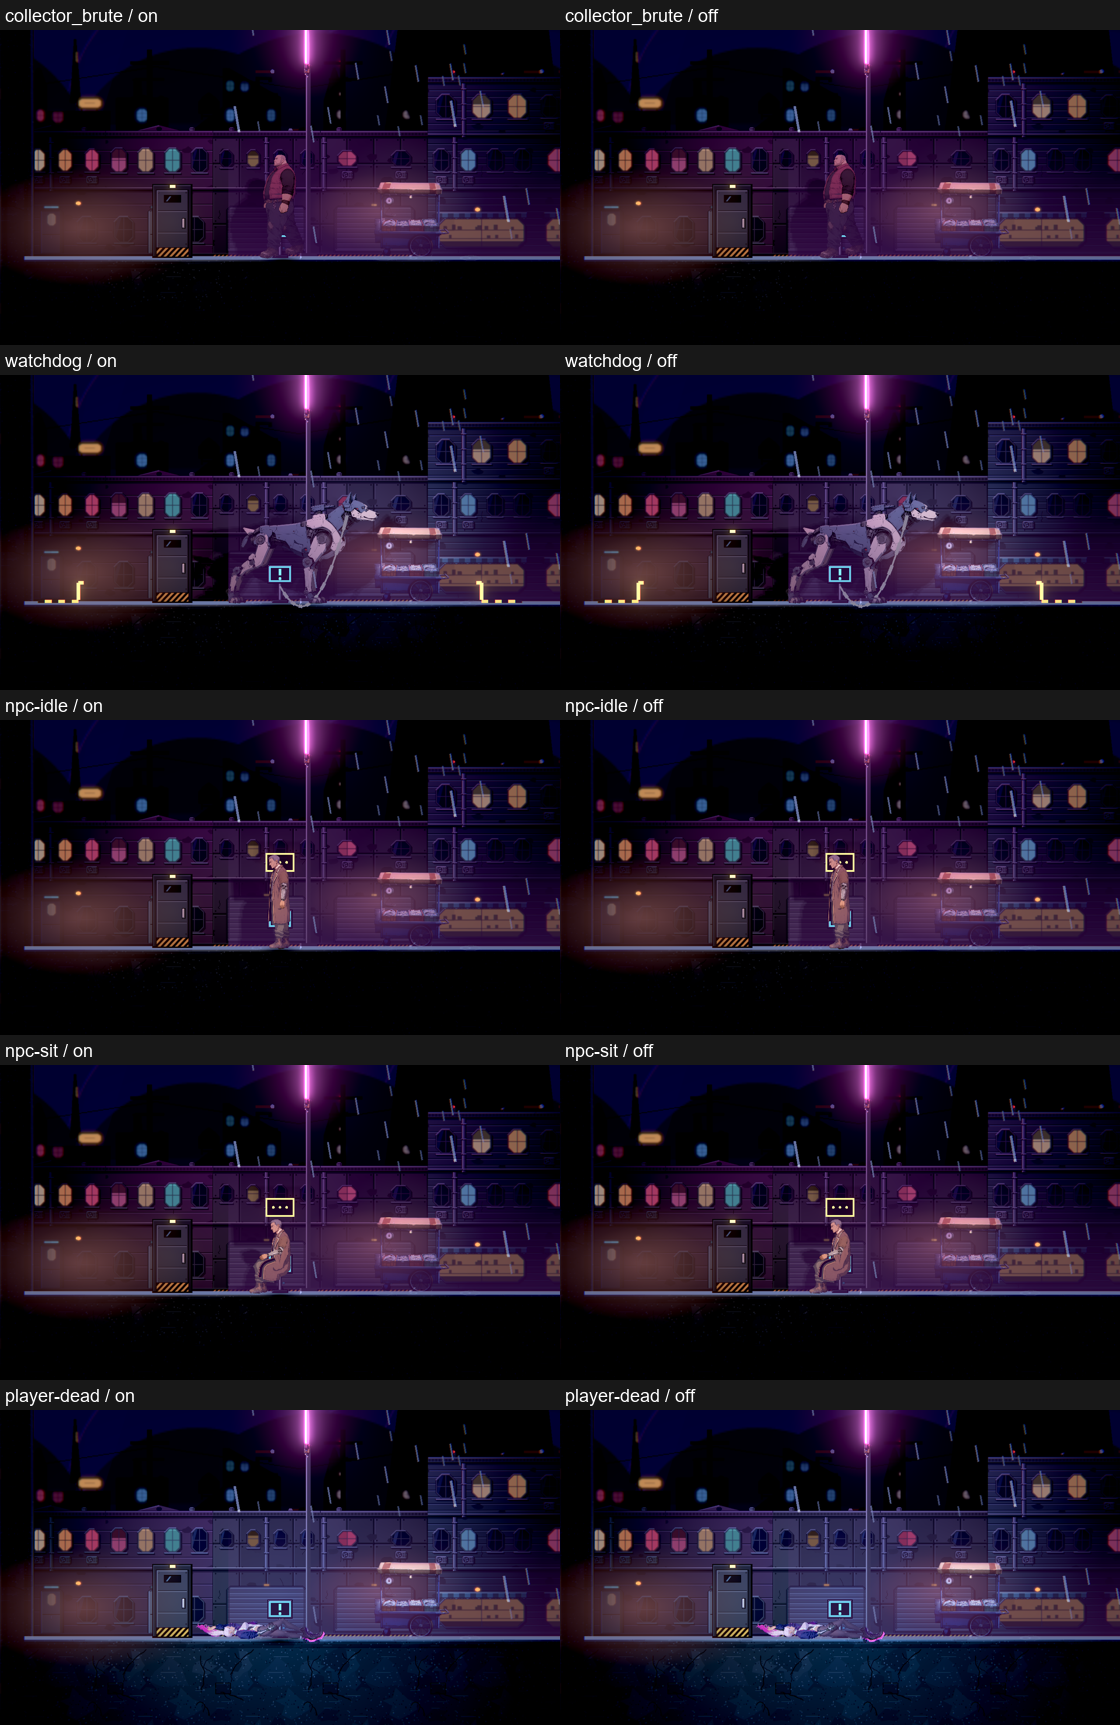 collector_brute / on
collector_brute / off
watchdog / on
watchdog / off
!
!
npc-idle / on
npc-idle / off
npc-sit / on
npc-sit / off
...
...
player-dead / on
player-dead / off
!
!